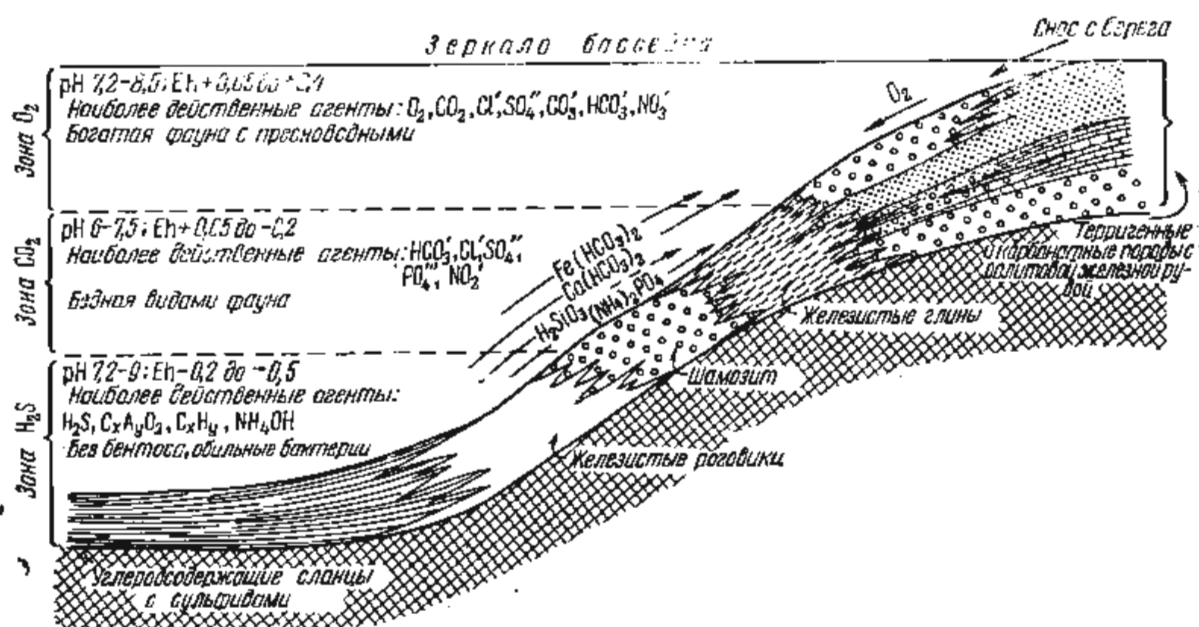 Зеркало бассейна
Снос с берега
Зона O₂
pH 7,2-8,5; Eh + 0,05 до
Наиболее действенные агенты: O₂, CO₂, Cl', SO₄'', CO₃'', HCO₃', NO₃'
Богатая фауна с пресноводными
O₂
Зона CO₂
pH 6-7,5; Eh + 0,05 до -0,2
Наиболее действенные агенты: HCO₃', Cl', SO₄'',
PO₄''', NO₂'
Бедная видами фауна
Fe(HCO₃)₂
Ca(HCO₃)₂
H₂SiO₃(NH₄)₂PO₄
Терригенные
и карбонатные породы с
оолитовой железной ру-
дой
Железистые глины
Шамозит
Железистые роговики
Зона H₂S
pH 7,2-9; Eh-0,2 до -0,5
Наиболее действенные агенты:
H₂S, CₓAᵧO₂, CₓHᵧ, NH₄OH
Без бентоса, обильные бактерии
Углеродсодержащие сланцы
с сульфидами